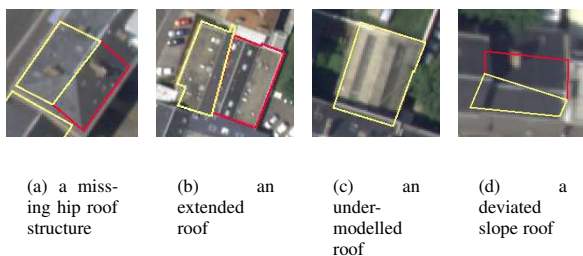 (a) a miss-
ing hip roof
structure
(b) an
extended
roof
(c) an
under-
modelled
roof
(d) a
deviated
slope roof